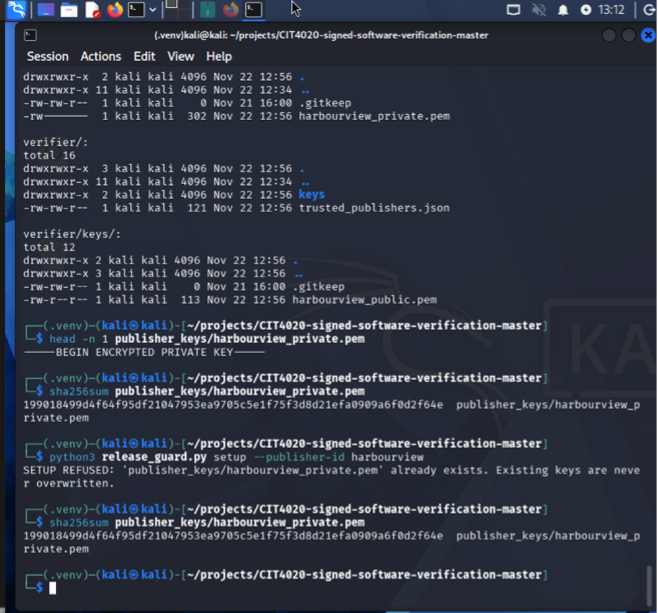 13:12
(.venv)kali@kali: ~/projects/CIT4020-signed-software-verification-master
Session Actions Edit View Help
drwxrwxr-x 2 kali kali 4096 Nov 22 12:56 .
drwxrwxr-x 11 kali kali 4096 Nov 22 12:34 ..
-rw-rw-r-- 1 kali kali 0 Nov 21 16:00 .gitkeep
-rw------- 1 kali kali 302 Nov 22 12:56 harbourview_private.pem
verifier/:
total 16
drwxrwxr-x 3 kali kali 4096 Nov 22 12:56 .
drwxrwxr-x 11 kali kali 4096 Nov 22 12:34 ..
drwxrwxr-x 2 kali kali 4096 Nov 22 12:56 keys
-rw-rw-r-- 1 kali kali 121 Nov 22 12:56 trusted_publishers.json
verifier/keys/:
total 12
drwxrwxr-x 2 kali kali 4096 Nov 22 12:56 .
drwxrwxr-x 3 kali kali 4096 Nov 22 12:56 ..
-rw-rw-r-- 1 kali kali 0 Nov 21 16:00 .gitkeep
-rw-r--r-- 1 kali kali 113 Nov 22 12:56 harbourview_public.pem
┌──(.venv)─(kali㉿kali)-[~/projects/CIT4020-signed-software-verification-master]
└─$ head -n 1 publisher_keys/harbourview_private.pem
-----BEGIN ENCRYPTED PRIVATE KEY-----
┌──(.venv)─(kali㉿kali)-[~/projects/CIT4020-signed-software-verification-master]
└─$ sha256sum publisher_keys/harbourview_private.pem
199018499d4f64f95df21047953ea9705c5e1f75f3d8d21efa0909a6f0d2f64e publisher_keys/harbourview_p
rivate.pem
┌──(.venv)─(kali㉿kali)-[~/projects/CIT4020-signed-software-verification-master]
└─$ python3 release_guard.py setup --publisher-id harbourview
SETUP REFUSED: 'publisher_keys/harbourview_private.pem' already exists. Existing keys are neve
r overwritten.
┌──(.venv)─(kali㉿kali)-[~/projects/CIT4020-signed-software-verification-master]
└─$ sha256sum publisher_keys/harbourview_private.pem
199018499d4f64f95df21047953ea9705c5e1f75f3d8d21efa0909a6f0d2f64e publisher_keys/harbourview_p
rivate.pem
┌──(.venv)─(kali㉿kali)-[~/projects/CIT4020-signed-software-verification-master]
└─$
KA